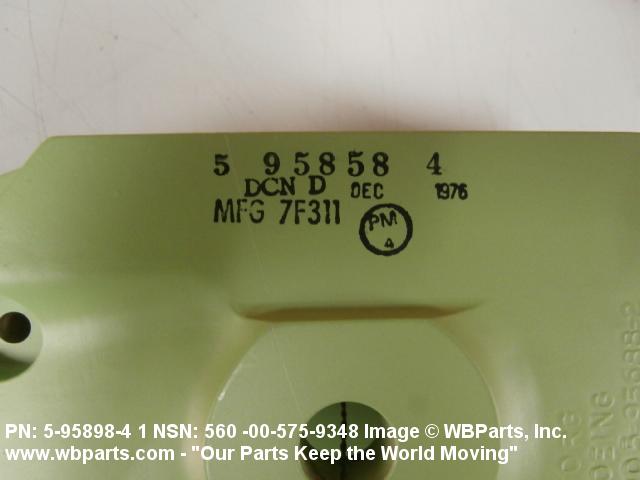 5 95858 4
DCN D DEC 1976
MFG 7F311
PM
4
PN: 5-95898-4 1 NSN: 560 -00-575-9348 Image © WBParts, Inc.
www.wbparts.com - "Our Parts Keep the World Moving"